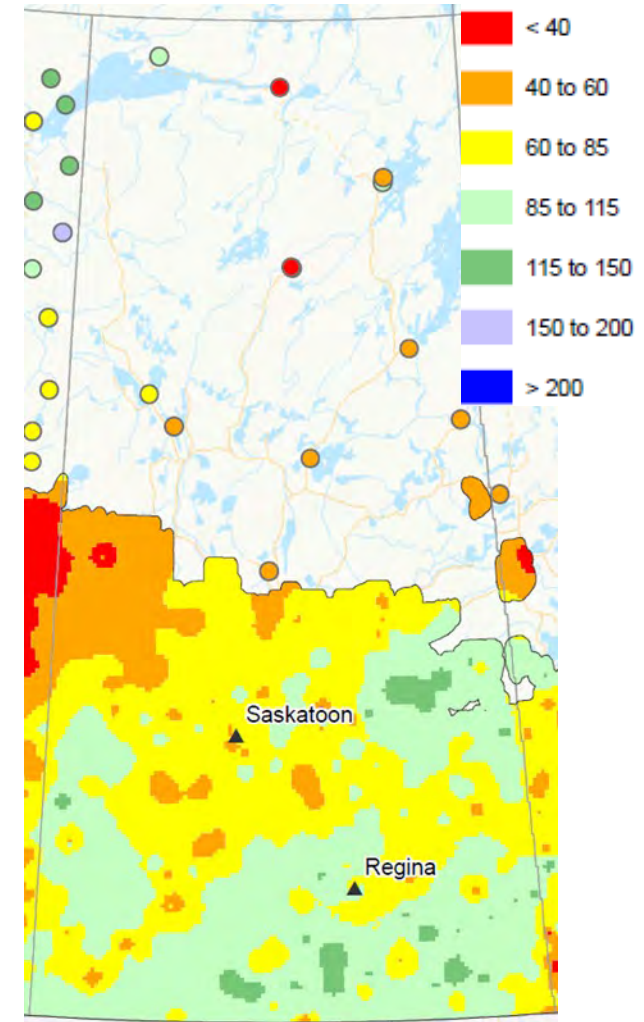 < 40
40 to 60
60 to 85
85 to 115
115 to 150
150 to 200
> 200
Saskatoon
Regina